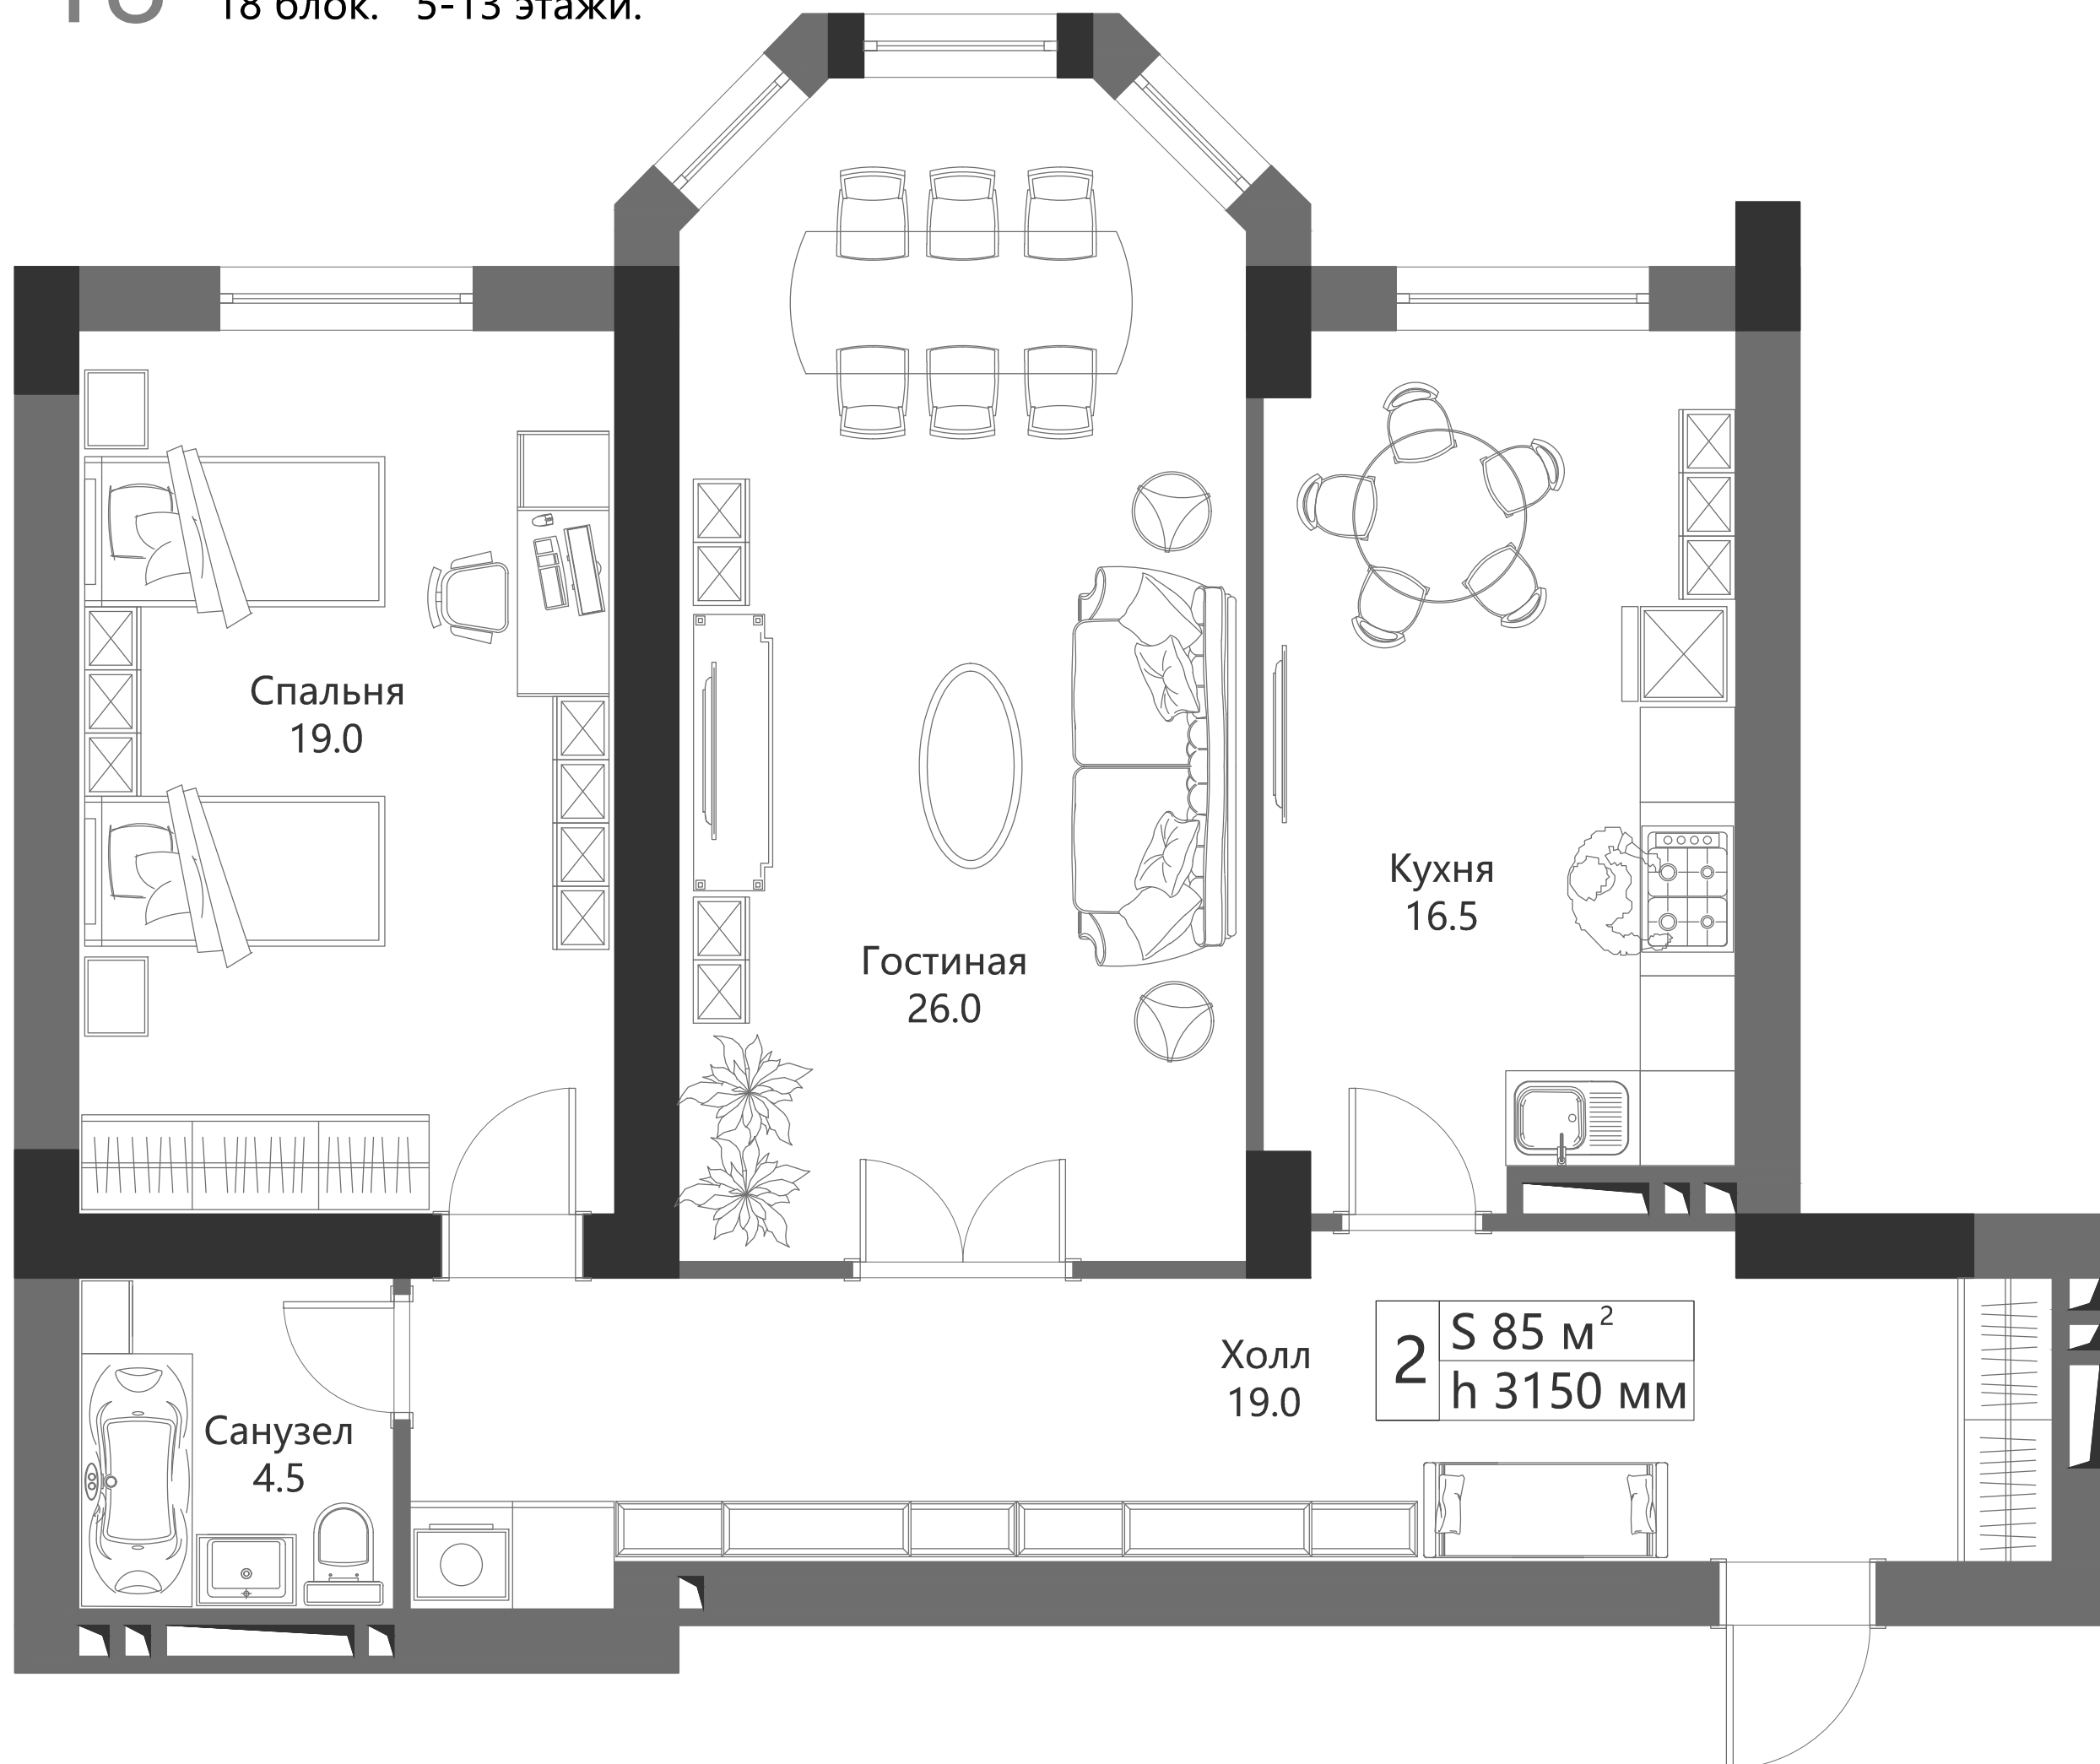 18 блок. 5-13 этажи.
Спальня
19.0
Гостиная
26.0
Кухня
16.5
Холл
19.0
2
S 85 м²
h 3150 мм
Санузел
4.5